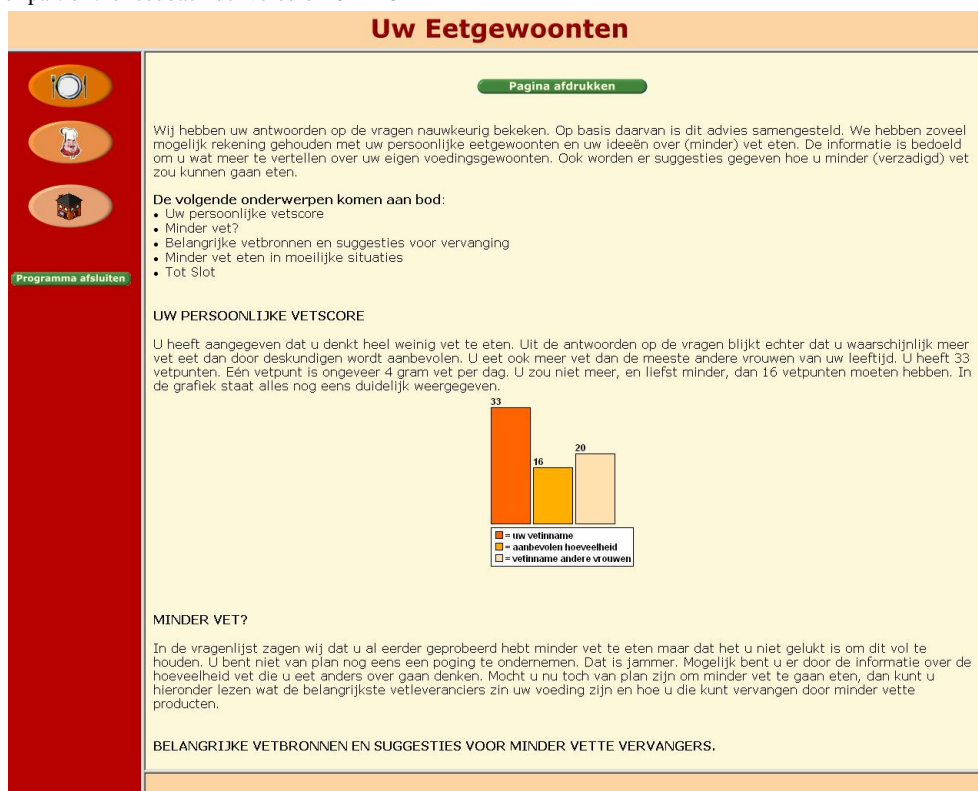 Uw Eetgewoonten
Pagina afdrukken
Wij hebben uw antwoorden op de vragen nauwkeurig bekeken. Op basis daarvan is dit advies samengesteld. We hebben zoveel
mogelijk rekening gehouden met uw persoonlijke eetgewoonten en uw ideeën over (minder) vet eten. De informatie is bedoeld
om u wat meer te vertellen over uw eigen voedingsgewoonten. Ook worden er suggesties gegeven hoe u minder (verzadigd) vet
zou kunnen gaan eten.
De volgende onderwerpen komen aan bod:
• Uw persoonlijke vetscore
• Minder vet?
• Belangrijke vetbronnen en suggesties voor vervanging
• Minder vet eten in moeilijke situaties
• Tot Slot
Programma afsluiten
UW PERSOONLIJKE VETSCORE
U heeft aangegeven dat u denkt heel weinig vet te eten. Uit de antwoorden op de vragen blijkt echter dat u waarschijnlijk meer
vet eet dan door deskundigen wordt aanbevolen. U eet ook meer vet dan de meeste andere vrouwen van uw leeftijd. U heeft 33
vetpunten. Eén vetpunt is ongeveer 4 gram vet per dag. U zou niet meer, en liefst minder, dan 16 vetpunten moeten hebben. In
de grafiek staat alles nog eens duidelijk weergegeven.
33
16
20
= uw vetinname
= aanbevolen hoeveelheid
= vetinname andere vrouwen
MINDER VET?
In de vragenlijst zagen wij dat u al eerder geprobeerd hebt minder vet te eten maar dat het u niet gelukt is om dit vol te
houden. U bent niet van plan nog eens een poging te ondernemen. Dat is jammer. Mogelijk bent u er door de informatie over de
hoeveelheid vet die u eet anders over gaan denken. Mocht u nu toch van plan zijn om minder vet te gaan eten, dan kunt u
hieronder lezen wat de belangrijkste vetleveranciers zin uw voeding zijn en hoe u die kunt vervangen door minder vette
producten.
BELANGRIJKE VETBRONNEN EN SUGGESTIES VOOR MINDER VETTE VERVANGERS.